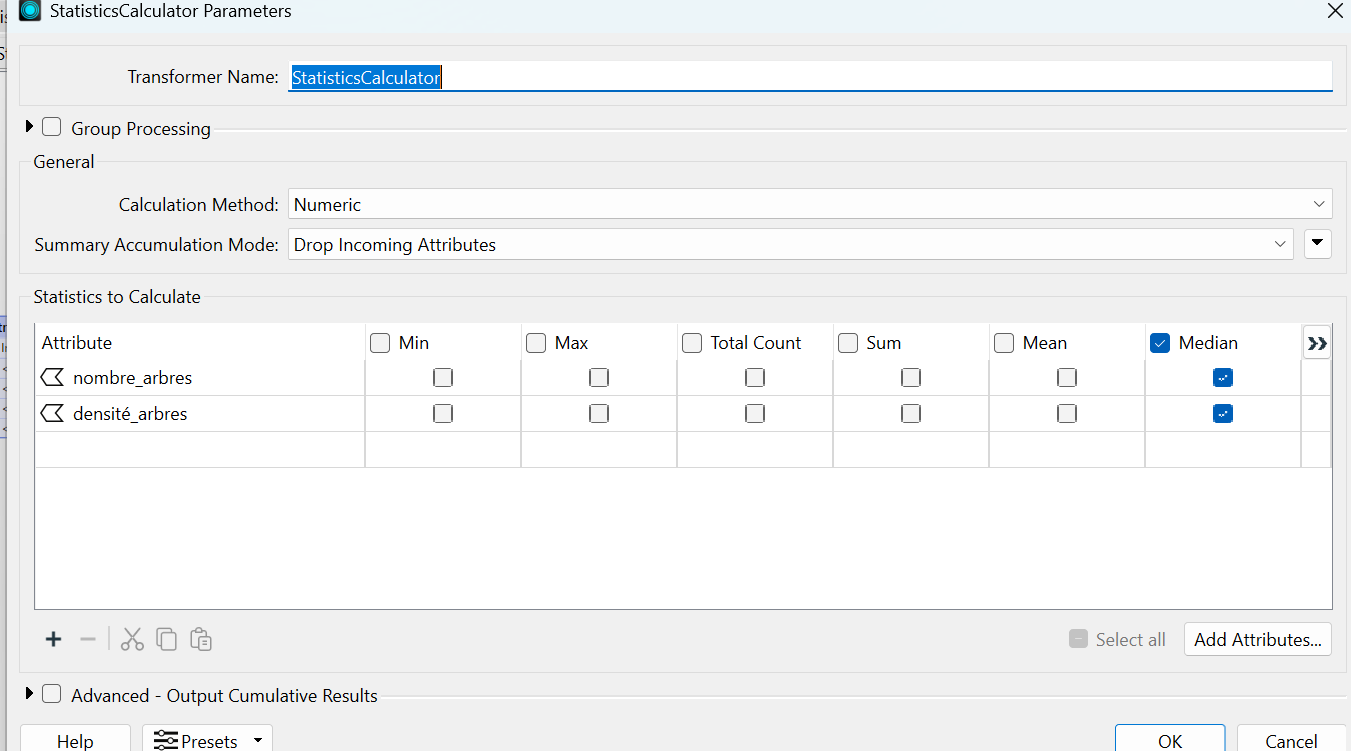 StatisticsCalculator Parameters
Transformer Name: StatisticsCalculator
Group Processing
General
Calculation Method: Numeric
Summary Accumulation Mode: Drop Incoming Attributes
Statistics to Calculate
Attribute Min Max Total Count Sum Mean Median
nombre_arbres
densité_arbres
Select all Add Attributes...
Advanced - Output Cumulative Results
Help Presets OK Cancel